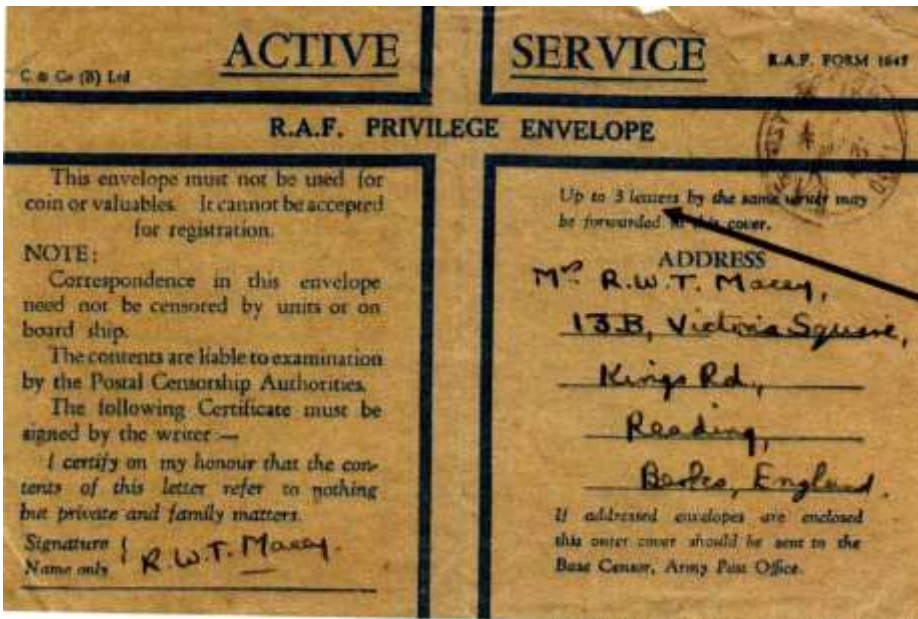 ACTIVE SERVICE
C. & Co (B) Ltd
R.A.F. FORM 1647
R.A.F. PRIVILEGE ENVELOPE
This envelope must not be used for
coin or valuables. It cannot be accepted
for registration.
NOTE:
Correspondence in this envelope
need not be censored by units or on
board ship.
The contents are liable to examination
by the Postal Censorship Authorities.
The following Certificate must be
signed by the writer:—
I certify on my honour that the con-
tents of this letter refer to nothing
but private and family matters.
Signature
Name only
R.W.T. Macey.
Up to 3 letters by the same writer may
be forwarded in this cover.
ADDRESS
Mrs R.W.T. Macey,
13.B, Victoria Square,
Kings Rd.,
Reading,
Berks, England.
If addressed envelopes are enclosed
this outer cover should be sent to the
Base Censor, Army Post Office.